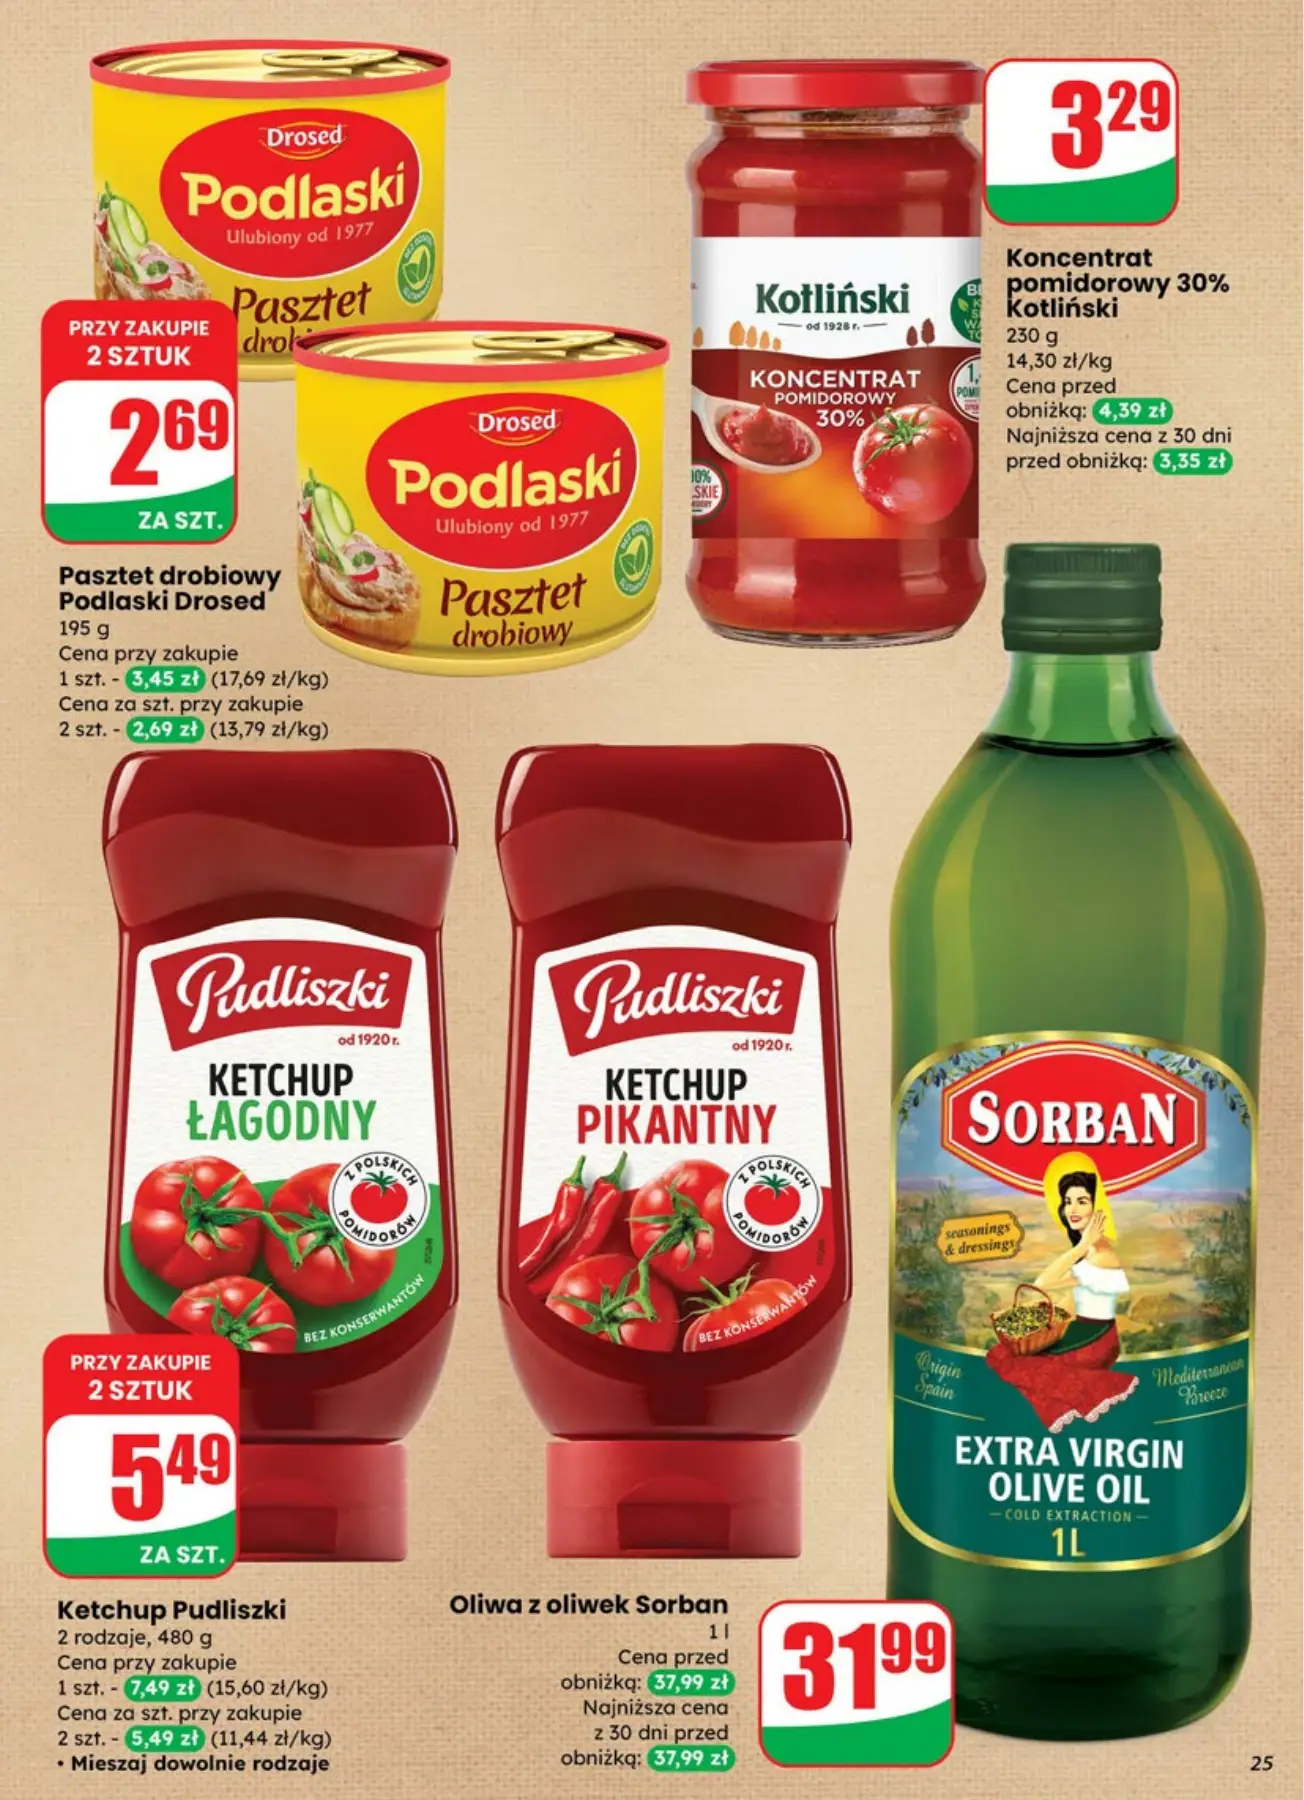 Drosed
Podlaski
Ulubiony od 1977
Pasztet
PRZY ZAKUPIE
2 SZTUK
2 69
ZA SZT.
Drosed
Podlaski
Ulubiony od 1977
Pasztet
drobiowy
Pasztet drobiowy
Podlaski Drosed
195 g
Cena przy zakupie
1 szt. - 3,45 zł (17,69 zł/kg)
Cena za szt. przy zakupie
2 szt. - 2,69 zł (13,79 zł/kg)
Kotliński
od 1928 r.
KONCENTRAT
POMIDOROWY
30%
3 29
Koncentrat
pomidorowy 30%
Kotliński
230 g
14,30 zł/kg
Cena przed
obniżką: 4,39 zł
Najniższa cena z 30 dni
przed obniżką: 3,35 zł
Pudliszki
od 1920 r.
KETCHUP
ŁAGODNY
Z POLSKICH
POMIDORÓW
BEZ KONSERWANTÓW
Pudliszki
od 1920 r.
KETCHUP
PIKANTNY
Z POLSKICH
POMIDORÓW
BEZ KONSERWANTÓW
PRZY ZAKUPIE
2 SZTUK
5 49
ZA SZT.
Ketchup Pudliszki
2 rodzaje, 480 g
Cena przy zakupie
1 szt. - 7,49 zł (15,60 zł/kg)
Cena za szt. przy zakupie
2 szt. - 5,49 zł (11,44 zł/kg)
• Mieszaj dowolnie rodzaje
SORBAN
seasonings
& dressings
Origin
Spain
Mediterranean
Breeze
EXTRA VIRGIN
OLIVE OIL
COLD EXTRACTION
1L
Oliwa z oliwek Sorban
1 l
Cena przed
obniżką: 37,99 zł
Najniższa cena
z 30 dni przed
obniżką: 37,99 zł
31 99
25